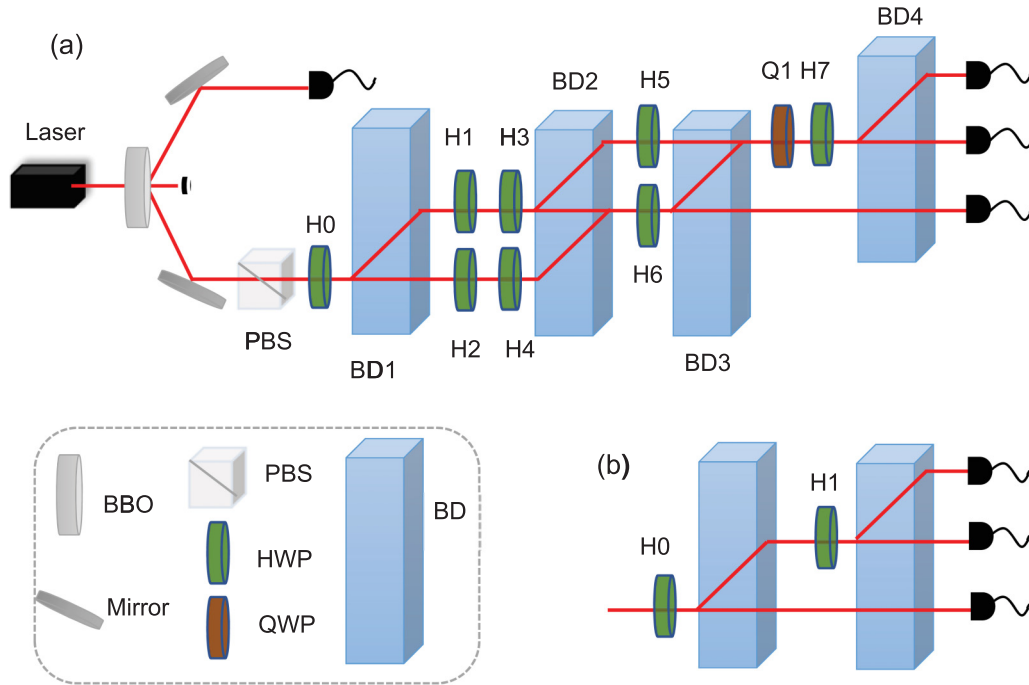 (a)
Laser
PBS
H0
BD1
H1
H3
H2
H4
BD2
H5
H6
BD3
Q1
H7
BD4
BBO
Mirror
PBS
HWP
QWP
BD
(b)
H0
H1